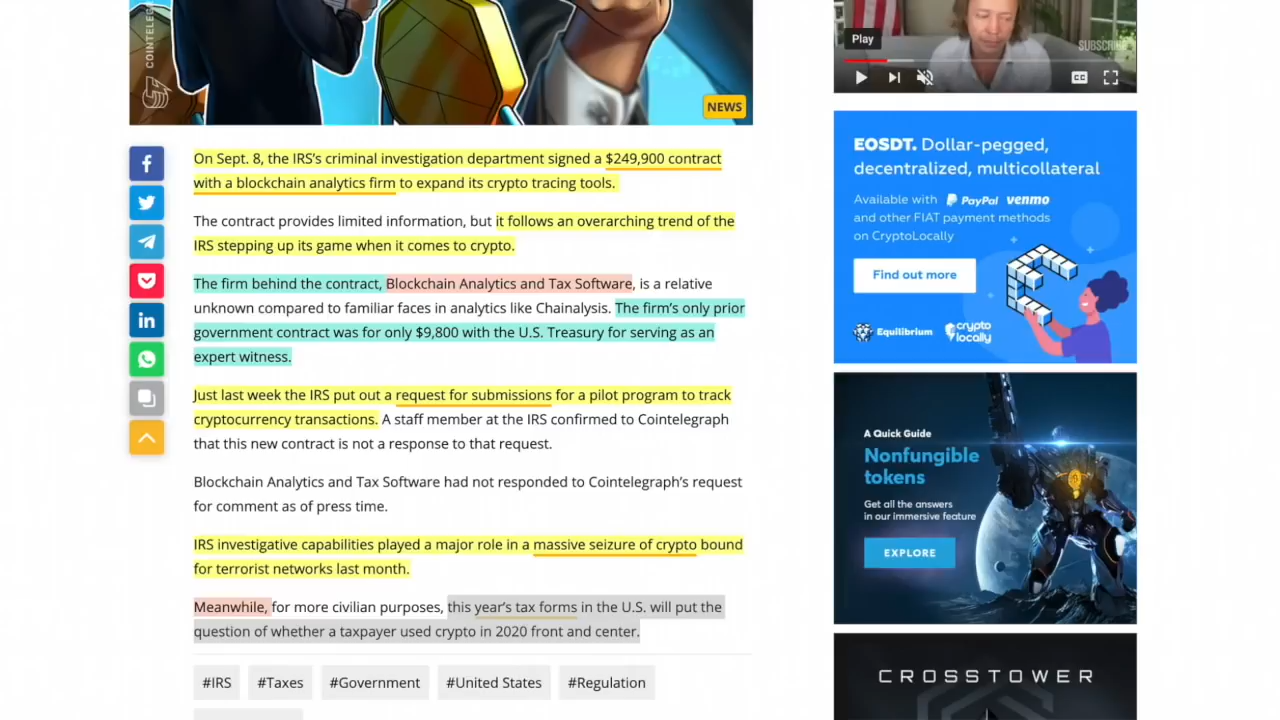 COINTELE
NEWS
On Sept. 8, the IRS's criminal investigation department signed a $249,900 contract
with a blockchain analytics firm to expand its crypto tracing tools.
The contract provides limited information, but it follows an overarching trend of the
IRS stepping up its game when it comes to crypto.
The firm behind the contract, Blockchain Analytics and Tax Software, is a relative
unknown compared to familiar faces in analytics like Chainalysis. The firm's only prior
government contract was for only $9,800 with the U.S. Treasury for serving as an
expert witness.
Just last week the IRS put out a request for submissions for a pilot program to track
cryptocurrency transactions. A staff member at the IRS confirmed to Cointelegraph
that this new contract is not a response to that request.
Blockchain Analytics and Tax Software had not responded to Cointelegraph's request
for comment as of press time.
IRS investigative capabilities played a major role in a massive seizure of crypto bound
for terrorist networks last month.
Meanwhile, for more civilian purposes, this year's tax forms in the U.S. will put the
question of whether a taxpayer used crypto in 2020 front and center.
#IRS #Taxes #Government #United States #Regulation
Play
SUBSCRIBE
CC
EOSDT. Dollar-pegged,
decentralized, multicollateral
Available with PayPal venmo
and other FIAT payment methods
on CryptoLocally
Find out more
Equilibrium crypto locally
A Quick Guide
Nonfungible
tokens
Get all the answers
in our immersive feature
EXPLORE
CROSSTOWER